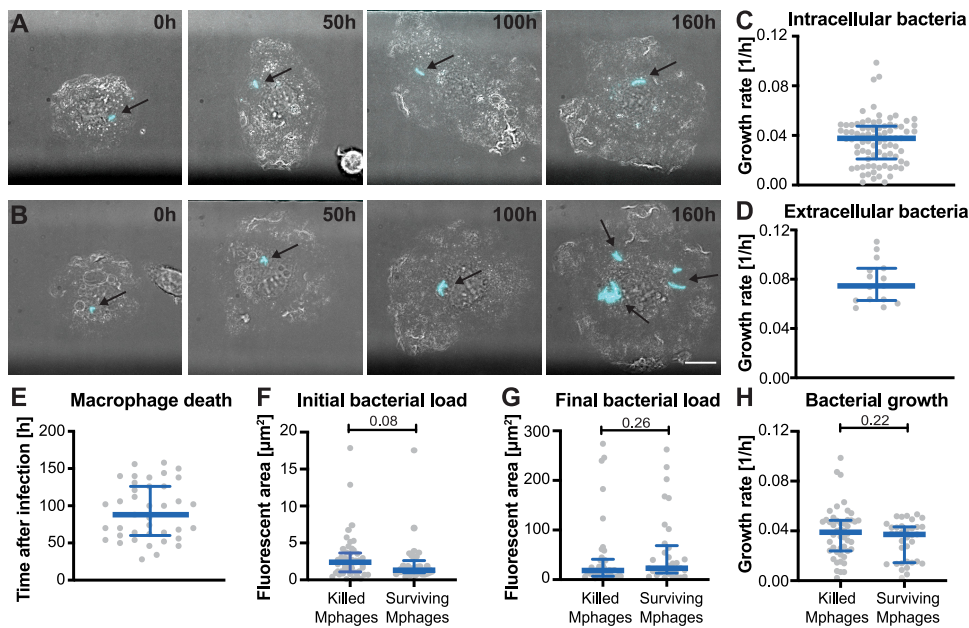 A
0h
50h
100h
160h
B
0h
50h
100h
160h
C
Intracellular bacteria
Growth rate [1/h]
0.12
0.08
0.04
0.00
D
Extracellular bacteria
Growth rate [1/h]
0.12
0.08
0.04
0.00
E
Macrophage death
Time after infection [h]
200
150
100
50
0
F
Initial bacterial load
0.08
Fluorescent area [µm²]
20
15
10
5
0
Killed
Mphages
Surviving
Mphages
G
Final bacterial load
0.26
Fluorescent area [µm²]
300
200
100
0
Killed
Mphages
Surviving
Mphages
H
Bacterial growth
0.22
Growth rate [1/h]
0.12
0.08
0.04
0.00
Killed
Mphages
Surviving
Mphages